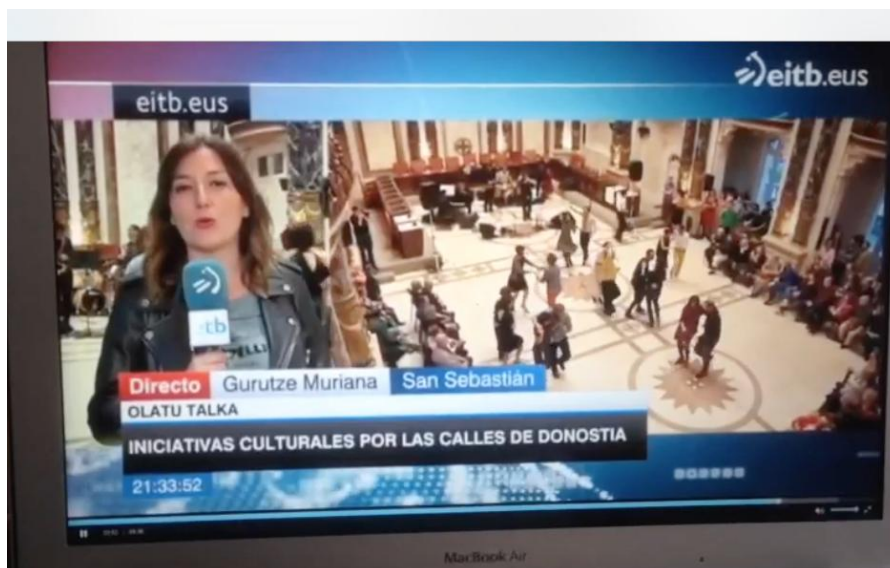 eitb.eus
eitb.eus
eitb
Directo Gurutze Muriana San Sebastián
OLATU TALKA
INICIATIVAS CULTURALES POR LAS CALLES DE DONOSTIA
21:33:52
MacBook Air